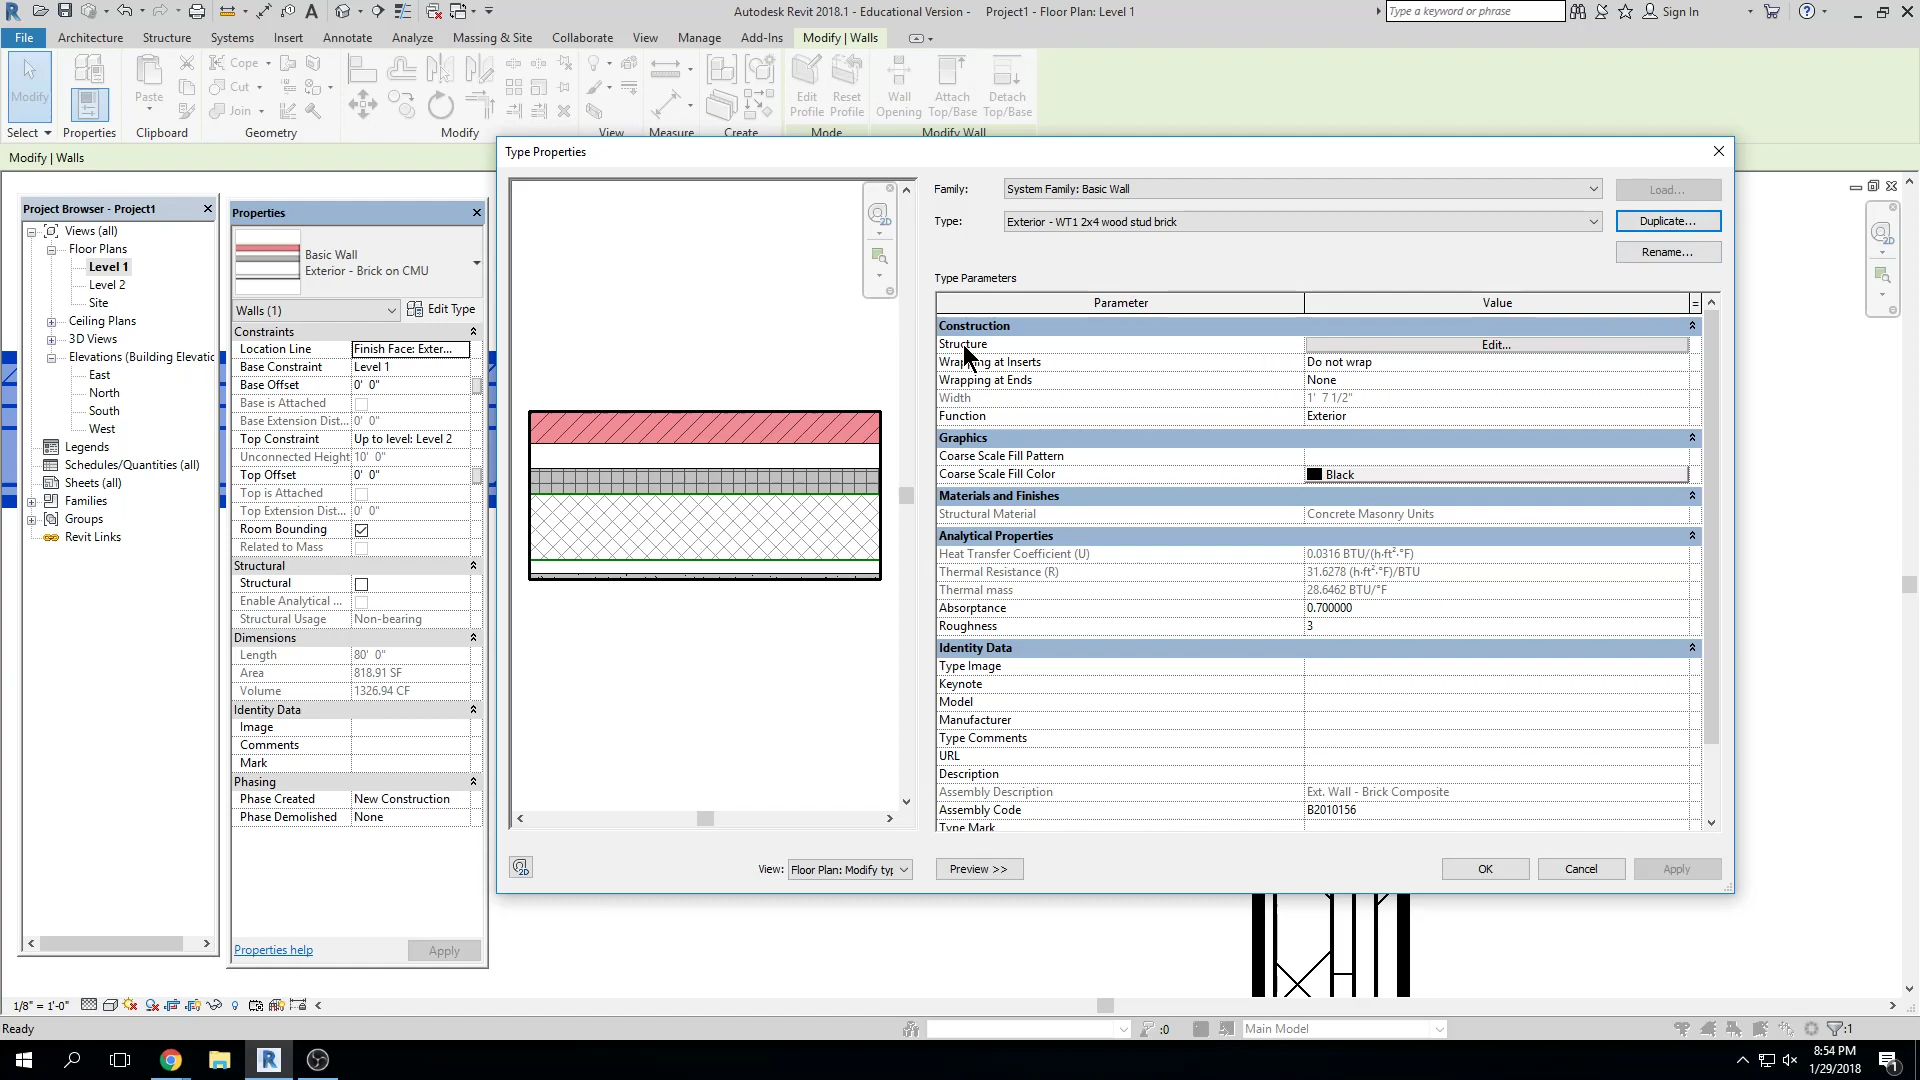 Autodesk Revit 2018.1 - Educational Version - Project1 - Floor Plan: Level 1
Type a keyword or phrase
Sign In
File Architecture Structure Systems Insert Annotate Analyze Massing & Site Collaborate View Manage Add-Ins Modify | Walls
Modify
Paste
Cope
Cut
Join
Edit Profile
Reset Profile
Wall Opening
Attach Top/Base
Detach Top/Base
Select Properties Clipboard Geometry Modify View Measure Create Mode Modify Wall
Modify | Walls
Project Browser - Project1
Views (all)
Floor Plans
Level 1
Level 2
Site
Ceiling Plans
3D Views
Elevations (Building Elevatic
East
North
South
West
Legends
Schedules/Quantities (all)
Sheets (all)
Families
Groups
Revit Links
Properties
Basic Wall
Exterior - Brick on CMU
Walls (1)
Edit Type
Constraints
Location Line Finish Face: Exter...
Base Constraint Level 1
Base Offset 0' 0"
Base is Attached
Base Extension Dist... 0' 0"
Top Constraint Up to level: Level 2
Unconnected Height 10' 0"
Top Offset 0' 0"
Top is Attached
Top Extension Dist... 0' 0"
Room Bounding
Related to Mass
Structural
Structural
Enable Analytical ...
Structural Usage Non-bearing
Dimensions
Length 80' 0"
Area 818.91 SF
Volume 1326.94 CF
Identity Data
Image
Comments
Mark
Phasing
Phase Created New Construction
Phase Demolished None
Properties help
Apply
Type Properties
Family: System Family: Basic Wall Load...
Type: Exterior - WT1 2x4 wood stud brick Duplicate...
Rename...
Type Parameters
Parameter Value =
Construction
Structure Edit...
Wrapping at Inserts Do not wrap
Wrapping at Ends None
Width 1' 7 1/2"
Function Exterior
Graphics
Coarse Scale Fill Pattern
Coarse Scale Fill Color Black
Materials and Finishes
Structural Material Concrete Masonry Units
Analytical Properties
Heat Transfer Coefficient (U) 0.0316 BTU/(h·ft²·°F)
Thermal Resistance (R) 31.6278 (h·ft²·°F)/BTU
Thermal mass 28.6462 BTU/°F
Absorptance 0.700000
Roughness 3
Identity Data
Type Image
Keynote
Model
Manufacturer
Type Comments
URL
Description
Assembly Description Ext. Wall - Brick Composite
Assembly Code B2010156
Type Mark
2D
View: Floor Plan: Modify typ
Preview >>
OK
Cancel
Apply
2D
1/8" = 1'-0"
Ready
:0
Main Model
:1
8:54 PM
1/29/2018
1